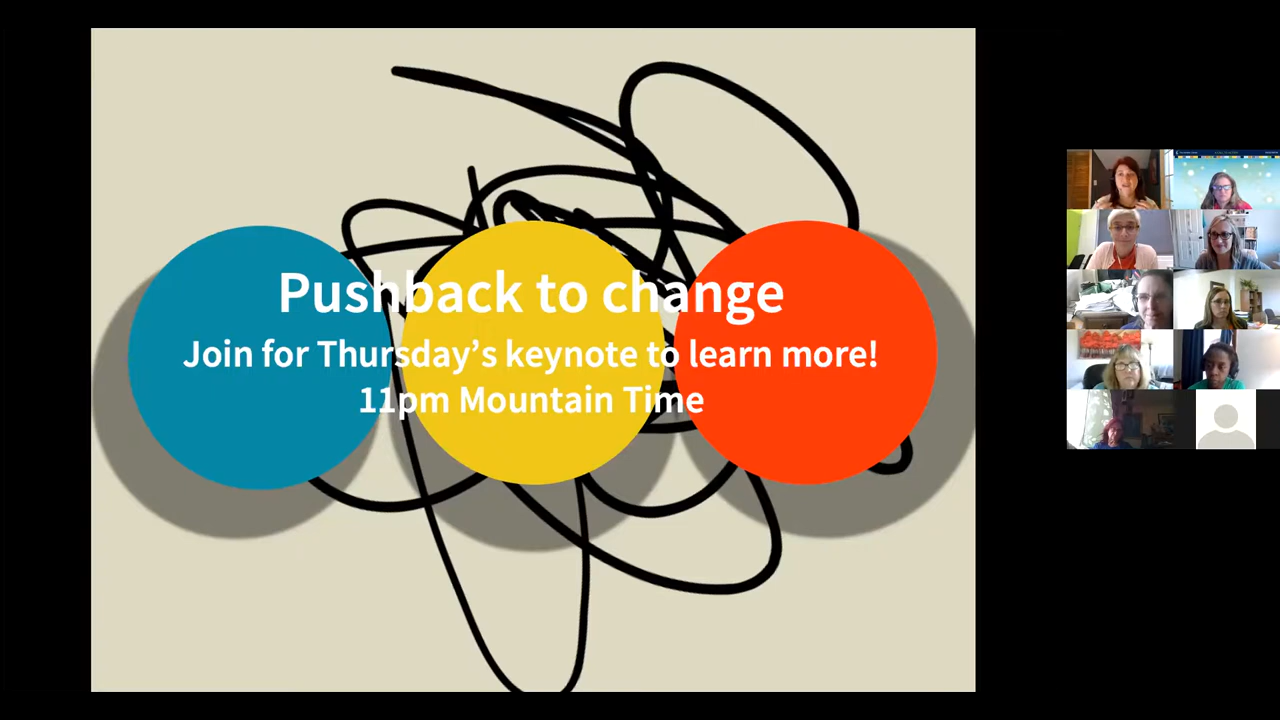 Pushback to change
Join for Thursday's keynote to learn more!
11pm Mountain Time